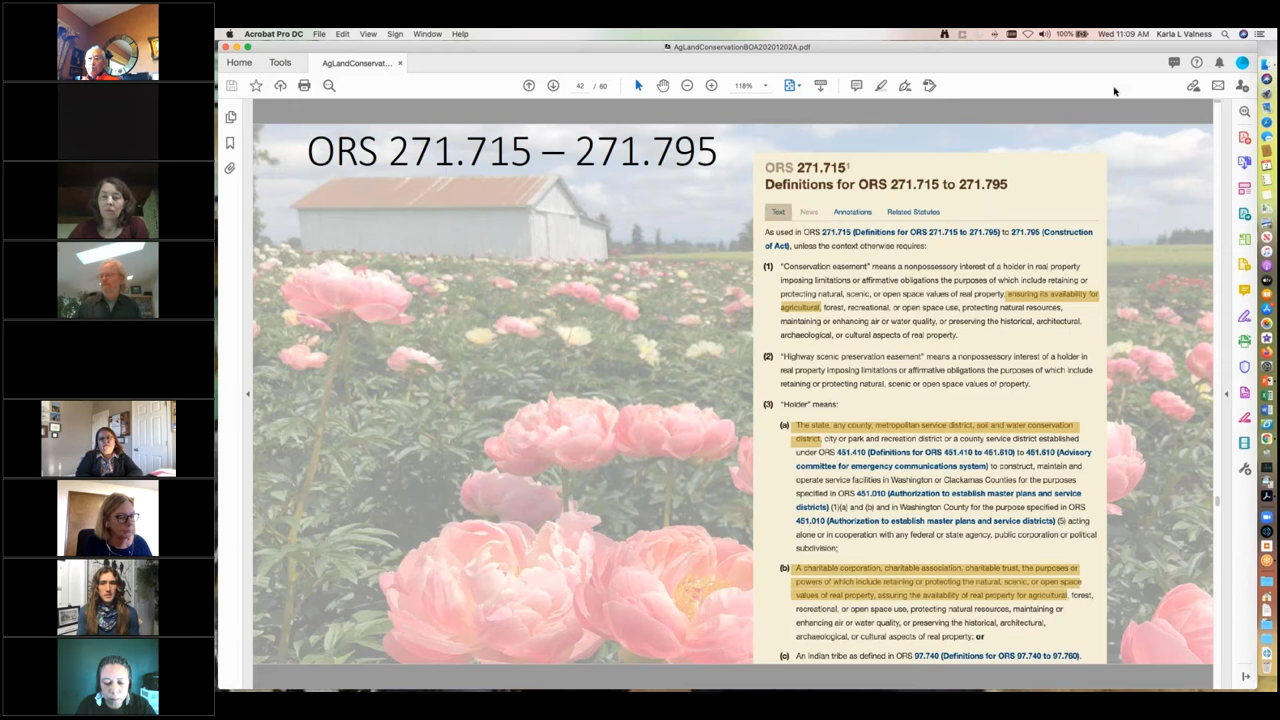 Acrobat Pro DC File Edit View Sign Window Help 100% Wed 11:09 AM Karla L Valness
AgLandConservationBOA20201202A.pdf
Home Tools AgLandConservat... ×
42 / 60 118%
ORS 271.715 – 271.795
ORS 271.715¹
Definitions for ORS 271.715 to 271.795
Text News Annotations Related Statutes
As used in ORS 271.715 (Definitions for ORS 271.715 to 271.795) to 271.795 (Construction
of Act), unless the context otherwise requires:
(1) "Conservation easement" means a nonpossessory interest of a holder in real property
imposing limitations or affirmative obligations the purposes of which include retaining or
protecting natural, scenic, or open space values of real property, ensuring its availability for
agricultural, forest, recreational, or open space use, protecting natural resources,
maintaining or enhancing air or water quality, or preserving the historical, architectural,
archaeological, or cultural aspects of real property.
(2) "Highway scenic preservation easement" means a nonpossessory interest of a holder in
real property imposing limitations or affirmative obligations the purposes of which include
retaining or protecting natural, scenic or open space values of property.
(3) "Holder" means:
(a) The state, any county, metropolitan service district, soil and water conservation
district, city or park and recreation district or a county service district established
under ORS 451.410 (Definitions for ORS 451.410 to 451.610) to 451.610 (Advisory
committee for emergency communications system) to construct, maintain and
operate service facilities in Washington or Clackamas Counties for the purposes
specified in ORS 451.010 (Authorization to establish master plans and service
districts) (1)(a) and (b) and in Washington County for the purpose specified in ORS
451.010 (Authorization to establish master plans and service districts) (5) acting
alone or in cooperation with any federal or state agency, public corporation or political
subdivision;
(b) A charitable corporation, charitable association, charitable trust, the purposes or
powers of which include retaining or protecting the natural, scenic, or open space
values of real property, assuring the availability of real property for agricultural, forest,
recreational, or open space use, protecting natural resources, maintaining or
enhancing air or water quality, or preserving the historical, architectural,
archaeological, or cultural aspects of real property; or
(c) An Indian tribe as defined in ORS 97.740 (Definitions for ORS 97.740 to 97.760).